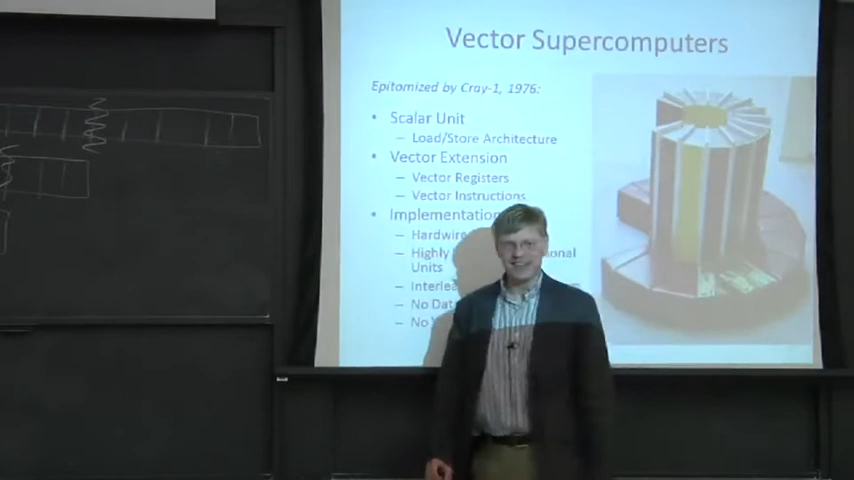 Vector Supercomputers
Epitomized by Cray-1, 1976:
• Scalar Unit
– Load/Store Architecture
• Vector Extension
– Vector Registers
– Vector Instructions
• Implementation
– Hardwire
– Highly
Units
– Interlea
– No Dat
– No